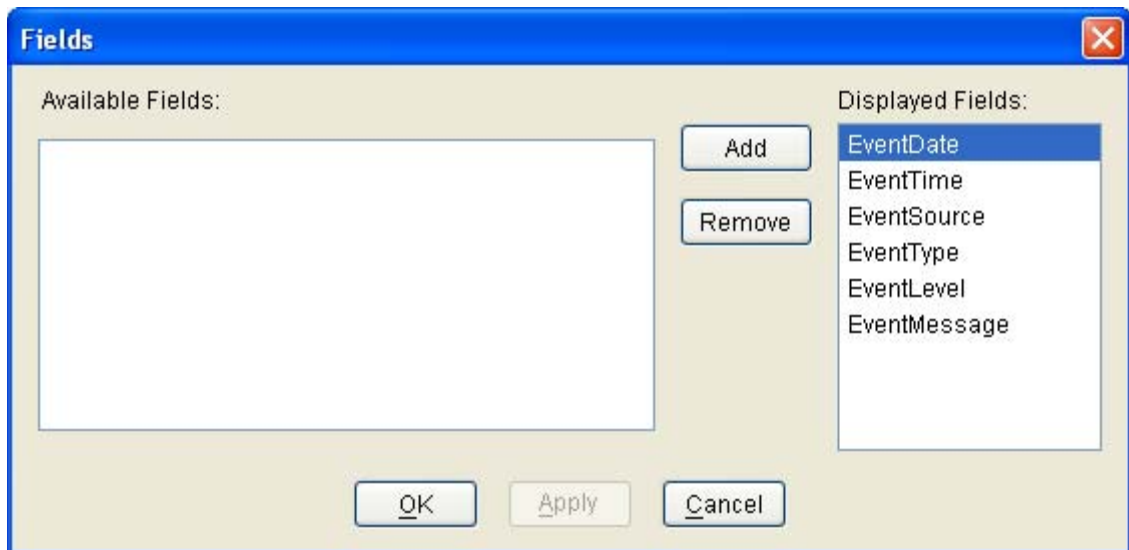 Fields
Available Fields:
Add
Remove
Displayed Fields:
EventDate
EventTime
EventSource
EventType
EventLevel
EventMessage
OK
Apply
Cancel